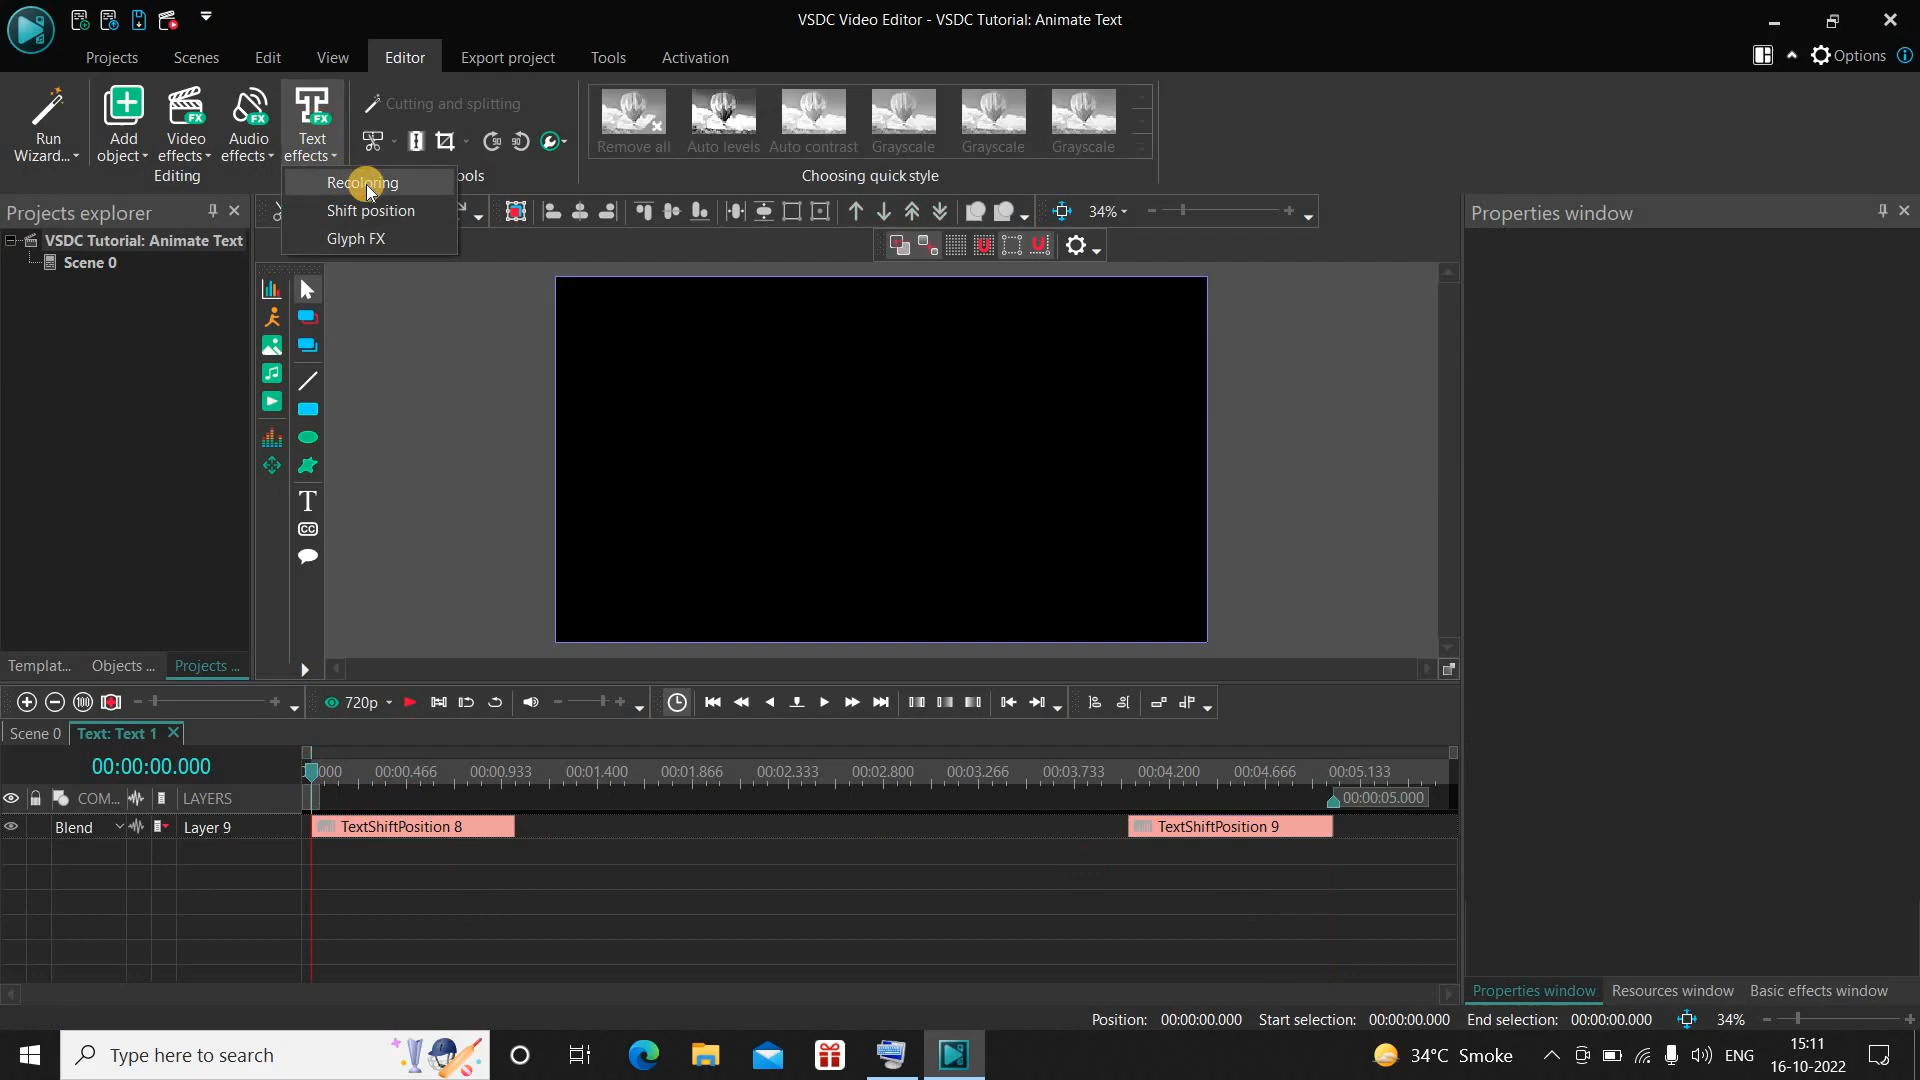 VSDC Video Editor - VSDC Tutorial: Animate Text
Projects
Scenes
Edit
View
Editor
Export project
Tools
Activation
Options
Run
Wizard...
Add
object
Video
effects
Audio
effects
Text
effects
Editing
Cutting and splitting
ools
Remove all
Auto levels
Auto contrast
Grayscale
Grayscale
Grayscale
Choosing quick style
Recoloring
Shift position
Glyph FX
Projects explorer
VSDC Tutorial: Animate Text
Scene 0
34%
Properties window
T
CC
Templat...
Objects ...
Projects ...
100
720p
Scene 0
Text: Text 1
00:00:00.000
000
00:00.466
00:00.933
00:01.400
00:01.866
00:02.333
00:02.800
00:03.266
00:03.733
00:04.200
00:04.666
00:05.133
00:00:05.000
COM...
LAYERS
Blend
Layer 9
TextShiftPosition 8
TextShiftPosition 9
Properties window
Resources window
Basic effects window
Position: 00:00:00.000
Start selection: 00:00:00.000
End selection: 00:00:00.000
34%
Type here to search
34°C Smoke
ENG
15:11
16-10-2022